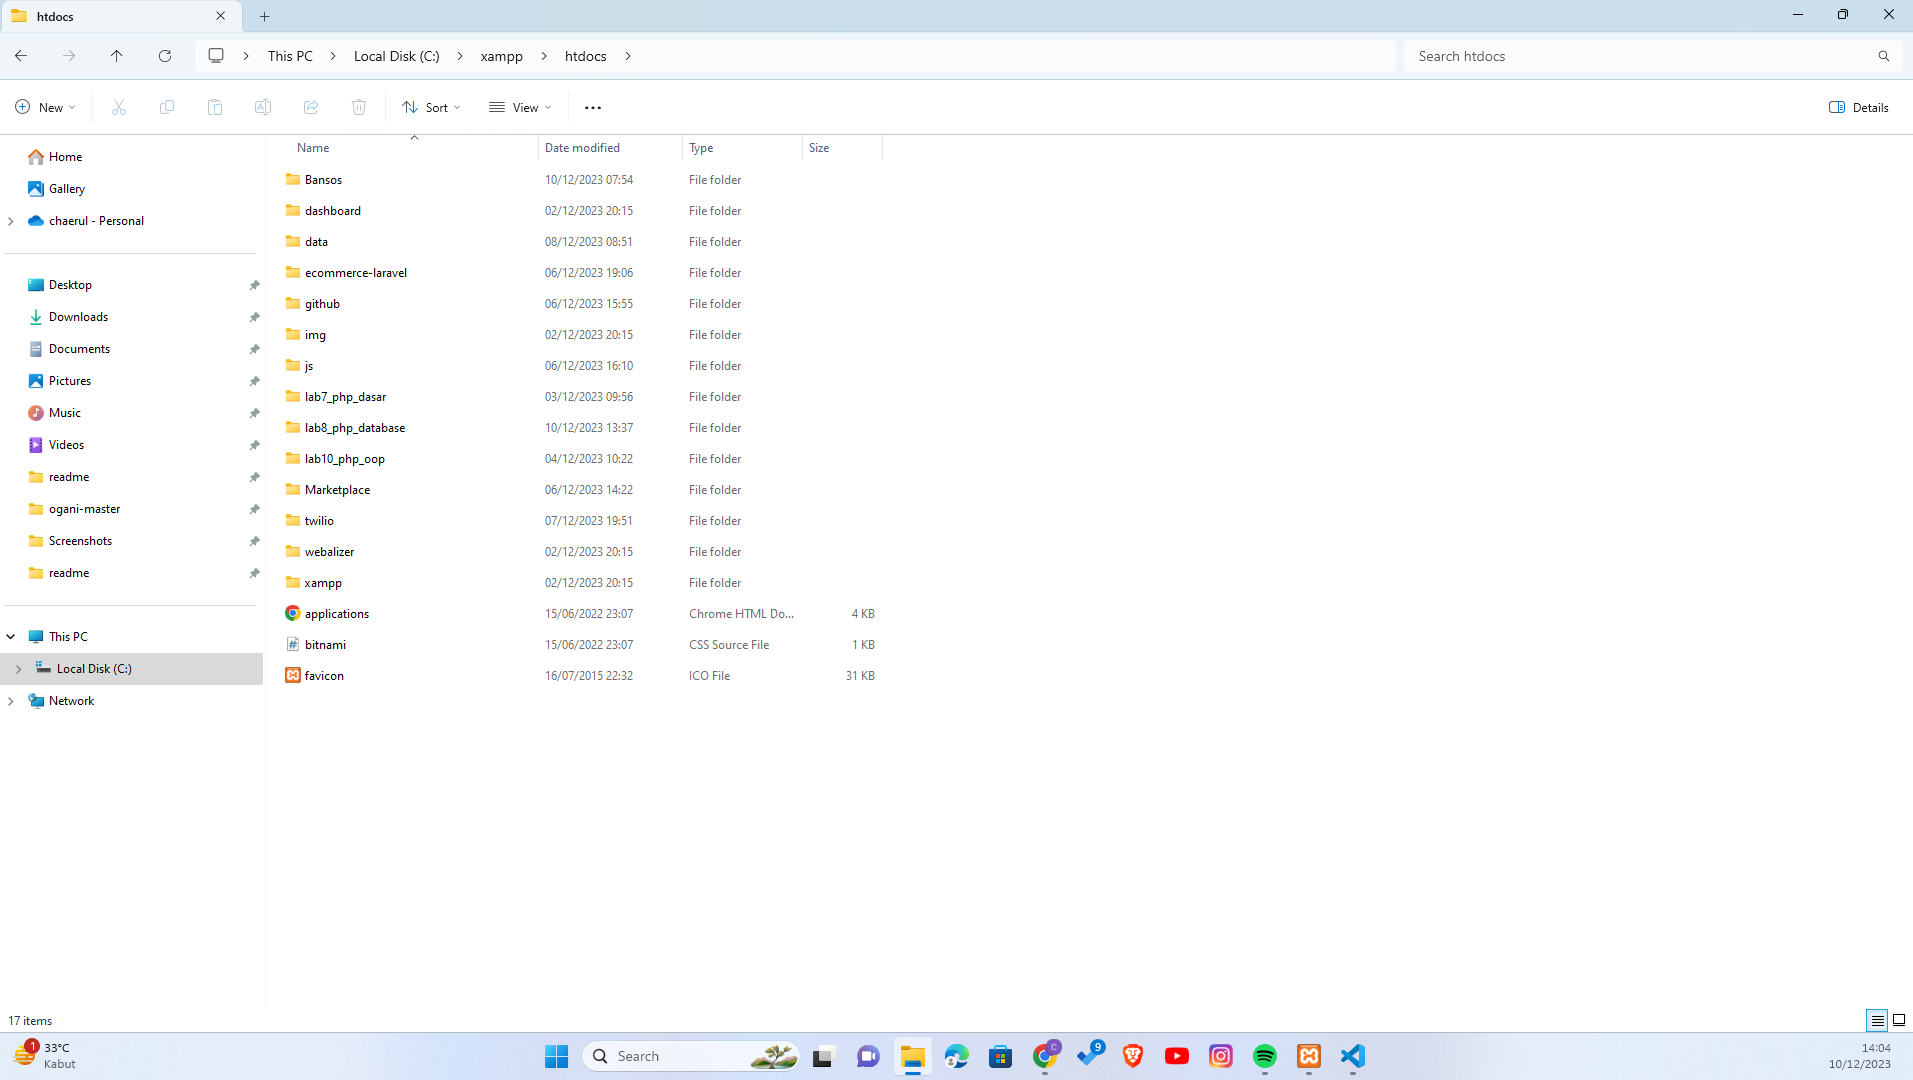 htdocs
This PC
Local Disk (C:)
xampp
htdocs
Search htdocs
New
Sort
View
Details
Home
Gallery
chaerul - Personal
Desktop
Downloads
Documents
Pictures
Music
Videos
readme
ogani-master
Screenshots
readme
This PC
Local Disk (C:)
Network
Name Date modified Type Size
Bansos 10/12/2023 07:54 File folder
dashboard 02/12/2023 20:15 File folder
data 08/12/2023 08:51 File folder
ecommerce-laravel 06/12/2023 19:06 File folder
github 06/12/2023 15:55 File folder
img 02/12/2023 20:15 File folder
js 06/12/2023 16:10 File folder
lab7_php_dasar 03/12/2023 09:56 File folder
lab8_php_database 10/12/2023 13:37 File folder
lab10_php_oop 04/12/2023 10:22 File folder
Marketplace 06/12/2023 14:22 File folder
twilio 07/12/2023 19:51 File folder
webalizer 02/12/2023 20:15 File folder
xampp 02/12/2023 20:15 File folder
applications 15/06/2022 23:07 Chrome HTML Do... 4 KB
bitnami 15/06/2022 23:07 CSS Source File 1 KB
favicon 16/07/2015 22:32 ICO File 31 KB
17 items
1
33°C
Kabut
Search
C
9
14:04
10/12/2023